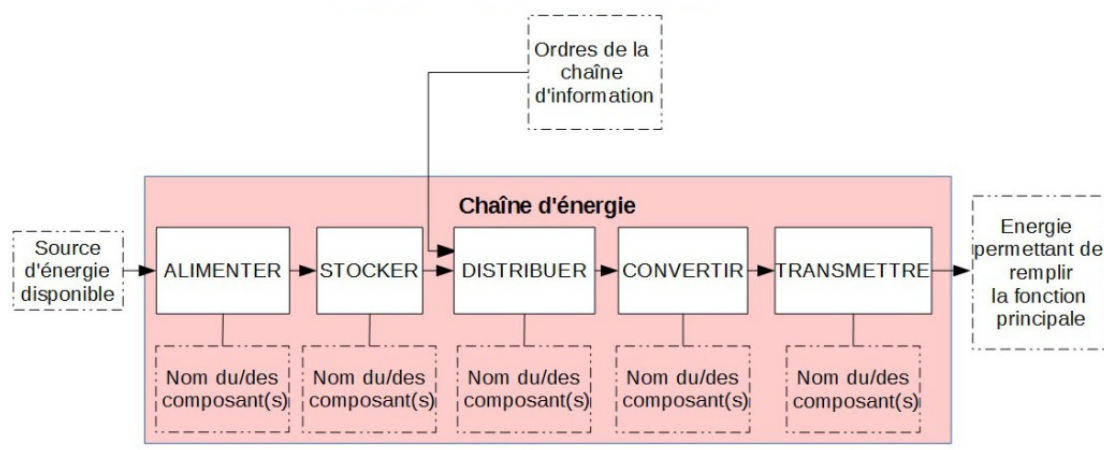 Ordres de la
chaîne
d'information
Chaîne d'énergie
Source
d'énergie
disponible
ALIMENTER
STOCKER
DISTRIBUER
CONVERTIR
TRANSMETTRE
Energie
permettant de
remplir
la fonction
principale
Nom du/des
composant(s)
Nom du/des
composant(s)
Nom du/des
composant(s)
Nom du/des
composant(s)
Nom du/des
composant(s)